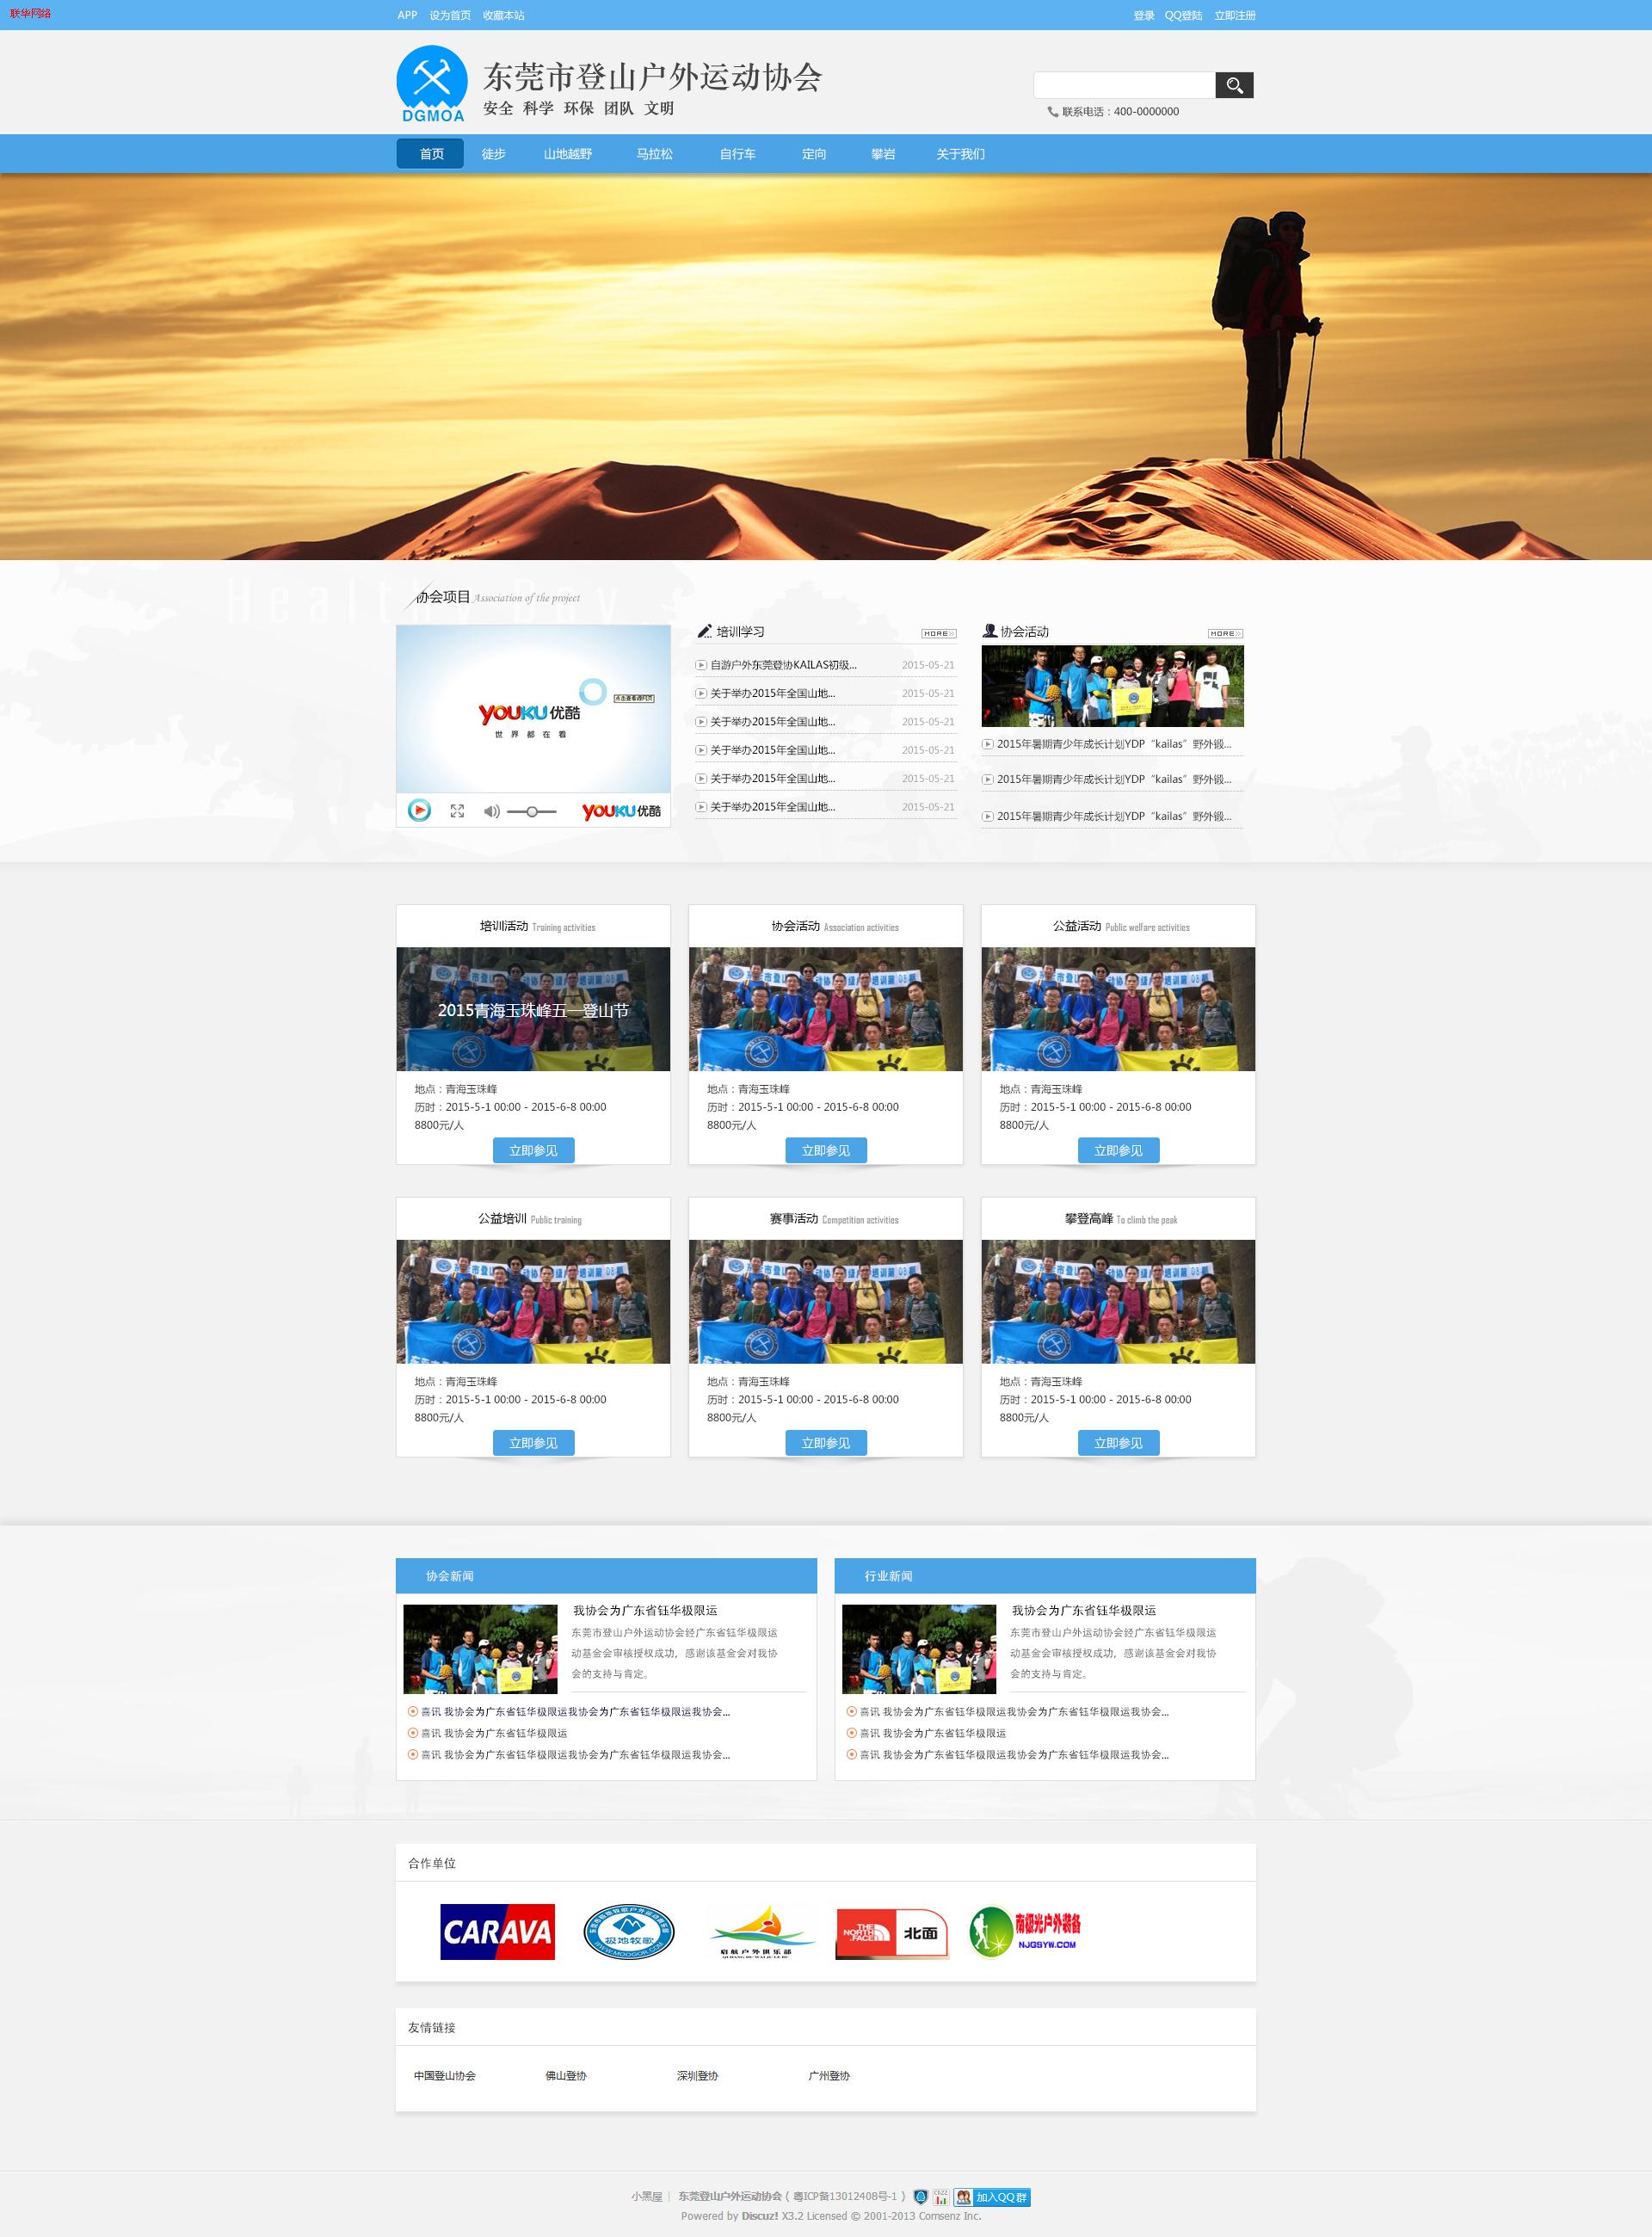 联华网络
APP 设为首页 收藏本站
登录 QQ登陆 立即注册
东莞市登山户外运动协会
安全 科学 环保 团队 文明
DGMOA
联系电话：400-0000000
首页 徒步 山地越野 马拉松 自行车 定向 攀岩 关于我们
Healthy Day
协会项目 Association of the project
YOUKU优酷
世界都在看
YOUKU优酷
培训学习 MORE
自游户外东莞登协KAILAS初级... 2015-05-21
关于举办2015年全国山地... 2015-05-21
关于举办2015年全国山地... 2015-05-21
关于举办2015年全国山地... 2015-05-21
关于举办2015年全国山地... 2015-05-21
关于举办2015年全国山地... 2015-05-21
协会活动 MORE
2015年暑期青少年成长计划YDP“kailas”野外锻...
2015年暑期青少年成长计划YDP“kailas”野外锻...
2015年暑期青少年成长计划YDP“kailas”野外锻...
培训活动 Training activities
2015青海玉珠峰五一登山节
地点：青海玉珠峰
历时：2015-5-1 00:00 - 2015-6-8 00:00
8800元/人
立即参见
协会活动 Association activities
地点：青海玉珠峰
历时：2015-5-1 00:00 - 2015-6-8 00:00
8800元/人
立即参见
公益活动 Public welfare activities
地点：青海玉珠峰
历时：2015-5-1 00:00 - 2015-6-8 00:00
8800元/人
立即参见
公益培训 Public training
地点：青海玉珠峰
历时：2015-5-1 00:00 - 2015-6-8 00:00
8800元/人
立即参见
赛事活动 Competition activities
地点：青海玉珠峰
历时：2015-5-1 00:00 - 2015-6-8 00:00
8800元/人
立即参见
攀登高峰 To climb the peak
地点：青海玉珠峰
历时：2015-5-1 00:00 - 2015-6-8 00:00
8800元/人
立即参见
协会新闻
我协会为广东省钰华极限运
东莞市登山户外运动协会经广东省钰华极限运
动基金会审核授权成功，感谢该基金会对我协
会的支持与肯定。
喜讯 我协会为广东省钰华极限运我协会为广东省钰华极限运我协会...
喜讯 我协会为广东省钰华极限运
喜讯 我协会为广东省钰华极限运我协会为广东省钰华极限运我协会...
行业新闻
我协会为广东省钰华极限运
东莞市登山户外运动协会经广东省钰华极限运
动基金会审核授权成功，感谢该基金会对我协
会的支持与肯定。
喜讯 我协会为广东省钰华极限运我协会为广东省钰华极限运我协会...
喜讯 我协会为广东省钰华极限运
喜讯 我协会为广东省钰华极限运我协会为广东省钰华极限运我协会...
合作单位
CARAVA
极地牧歌
启航户外俱乐部
THE NORTH FACE 北面
南极光户外装备
NJGSYW.COM
友情链接
中国登山协会 佛山登协 深圳登协 广州登协
小黑屋 | 东莞登山户外运动协会 ( 粤ICP备13012408号-1 ) 加入QQ群
Powered by Discuz! X3.2 Licensed © 2001-2013 Comsenz Inc.